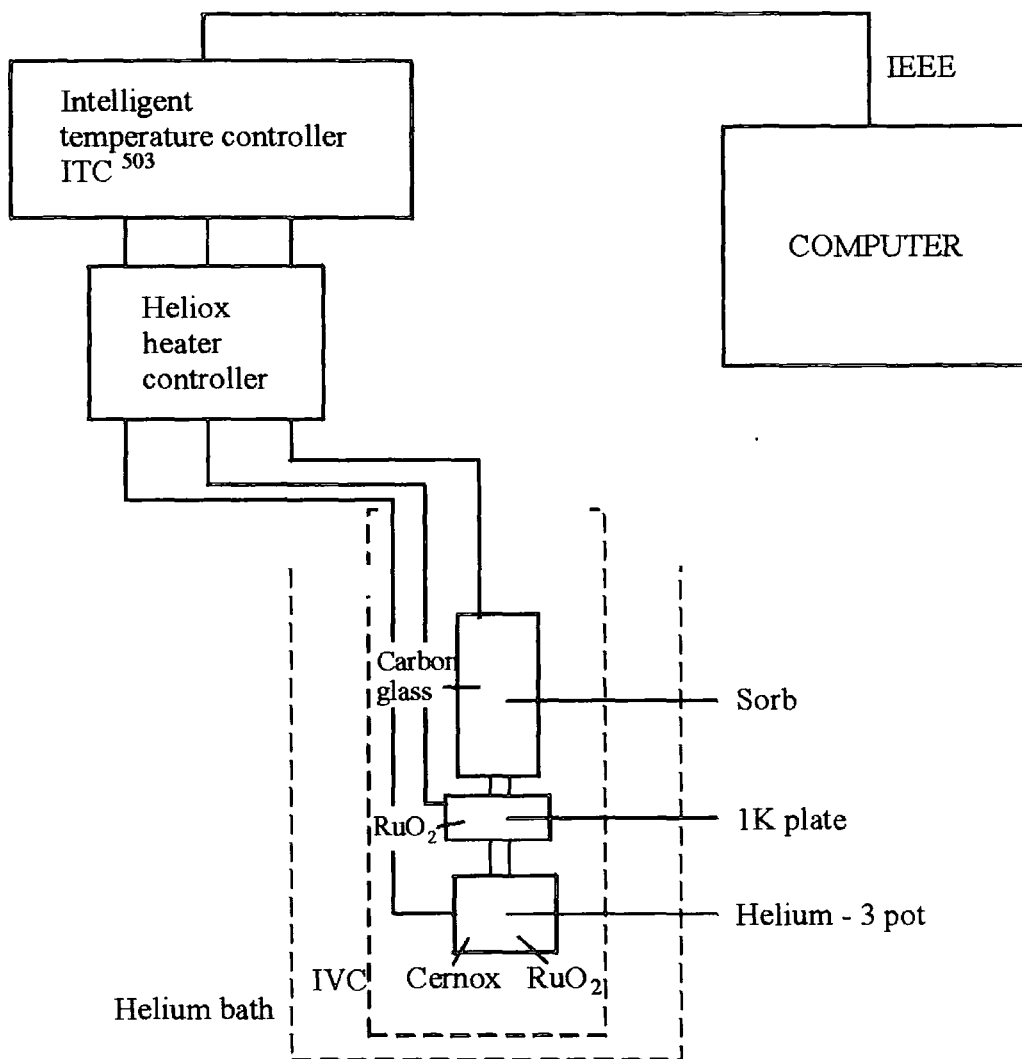 IEEE
Intelligent
temperature controller
ITC 503
COMPUTER
Heliox
heater
controller
Carbon
glass
Sorb
RuO2
1K plate
Helium - 3 pot
IVC
Cernox
RuO2
Helium bath